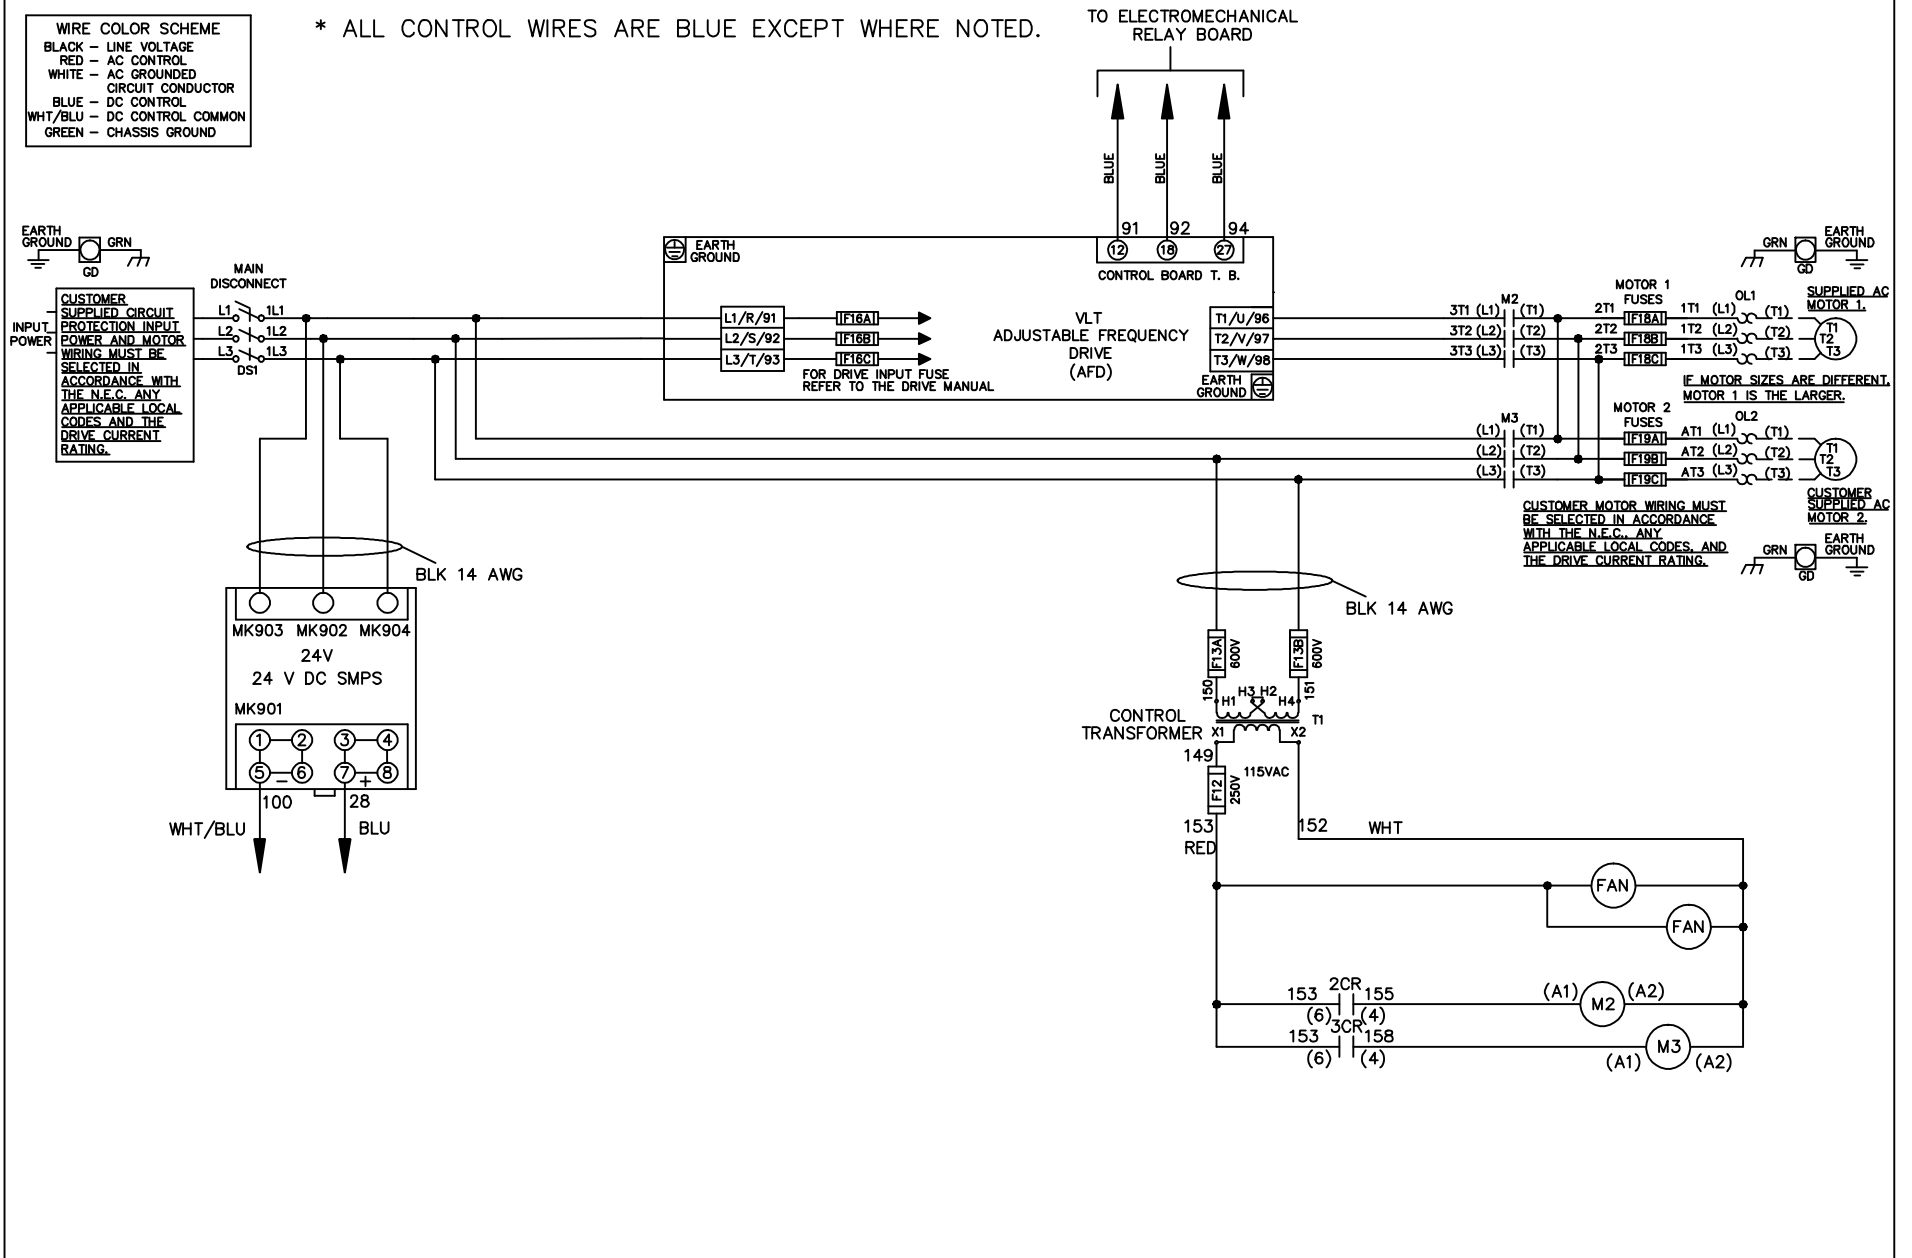 WIRE COLOR SCHEME
BLACK – LINE VOLTAGE
RED – AC CONTROL
WHITE – AC GROUNDED
CIRCUIT CONDUCTOR
BLUE – DC CONTROL
WHT/BLU – DC CONTROL COMMON
GREEN – CHASSIS GROUND
* ALL CONTROL WIRES ARE BLUE EXCEPT WHERE NOTED.
TO ELECTROMECHANICAL
RELAY BOARD
BLUE
BLUE
BLUE
91 92 94
12 18 27
CONTROL BOARD T. B.
EARTH
GROUND
GRN
GD
MAIN
DISCONNECT
L1 1L1
L2 1L2
L3 1L3
DS1
INPUT
POWER
CUSTOMER
SUPPLIED CIRCUIT
PROTECTION INPUT
POWER AND MOTOR
WIRING MUST BE
SELECTED IN
ACCORDANCE WITH
THE N.E.C. ANY
APPLICABLE LOCAL
CODES AND THE
DRIVE CURRENT
RATING.
EARTH
GROUND
L1/R/91
L2/S/92
L3/T/93
F16A
F16B
F16C
FOR DRIVE INPUT FUSE
REFER TO THE DRIVE MANUAL
VLT
ADJUSTABLE FREQUENCY
DRIVE
(AFD)
T1/U/96
T2/V/97
T3/W/98
EARTH
GROUND
M2
3T1 (L1) (T1)
3T2 (L2) (T2)
3T3 (L3) (T3)
MOTOR 1
FUSES
2T1 F18A 1T1 (L1)
2T2 F18B 1T2 (L2)
2T3 F18C 1T3 (L3)
OL1
(T1)
(T2)
(T3)
T1
T2
T3
GRN
EARTH
GROUND
GD
SUPPLIED AC
MOTOR 1.
IF MOTOR SIZES ARE DIFFERENT,
MOTOR 1 IS THE LARGER.
M3
(L1) (T1)
(L2) (T2)
(L3) (T3)
MOTOR 2
FUSES
F19A AT1 (L1)
F19B AT2 (L2)
F19C AT3 (L3)
OL2
(T1)
(T2)
(T3)
T1
T2
T3
CUSTOMER
SUPPLIED AC
MOTOR 2.
CUSTOMER MOTOR WIRING MUST
BE SELECTED IN ACCORDANCE
WITH THE N.E.C., ANY
APPLICABLE LOCAL CODES, AND
THE DRIVE CURRENT RATING.
GRN
EARTH
GROUND
GD
BLK 14 AWG
MK903 MK902 MK904
24V
24 V DC SMPS
MK901
1 2 3 4
5 – 6 7 + 8
100 28
WHT/BLU BLU
BLK 14 AWG
F13A
600V
F13B
600V
150
151
H1 H3 H2 H4
T1
CONTROL
TRANSFORMER
X1 X2
149
115VAC
F12
250V
153
RED
152 WHT
FAN
FAN
2CR
153 155
(6) (4)
(A1) M2 (A2)
3CR
153 158
(6) (4)
(A1) M3 (A2)